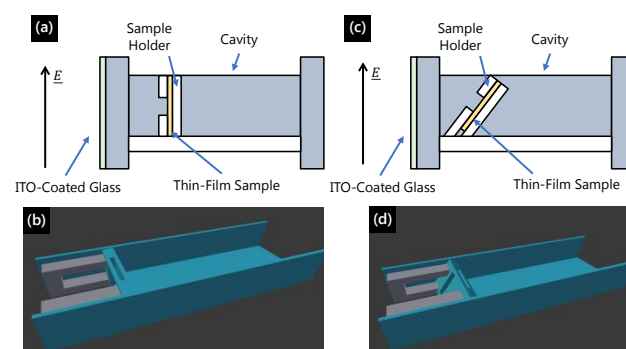 (a)
Sample
Holder
Cavity
E
ITO-Coated Glass
Thin-Film Sample
(c)
Sample
Holder
Cavity
E
ITO-Coated Glass
Thin-Film Sample
(b)
(d)